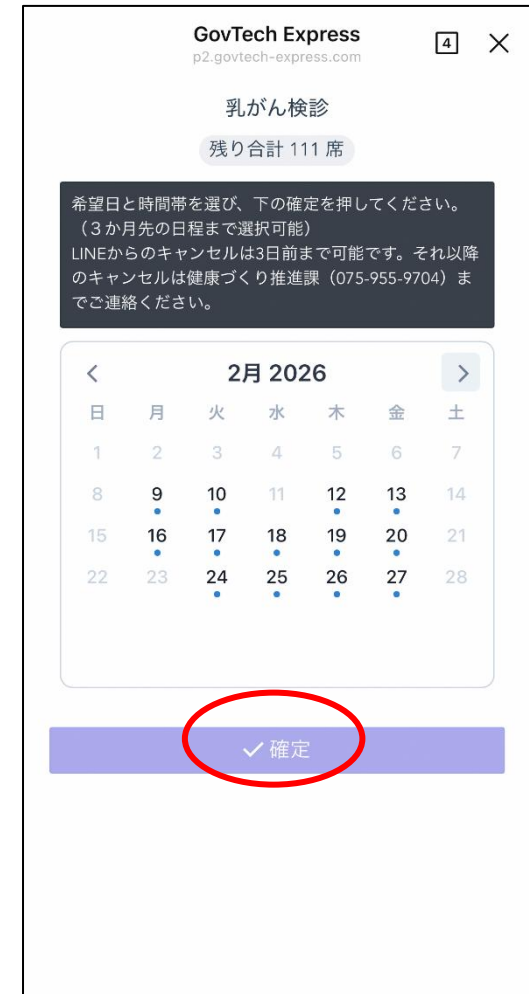 GovTech Express
p2.govtech-express.com
4
乳がん検診
残り合計 111 席
希望日と時間帯を選び、下の確定を押してください。
（３か月先の日程まで選択可能）
LINEからのキャンセルは3日前まで可能です。それ以降
のキャンセルは健康づくり推進課（075-955-9704）ま
でご連絡ください。
2月 2026
日 月 火 水 木 金 土
1 2 3 4 5 6 7
8 9 10 11 12 13 14
15 16 17 18 19 20 21
22 23 24 25 26 27 28
確定